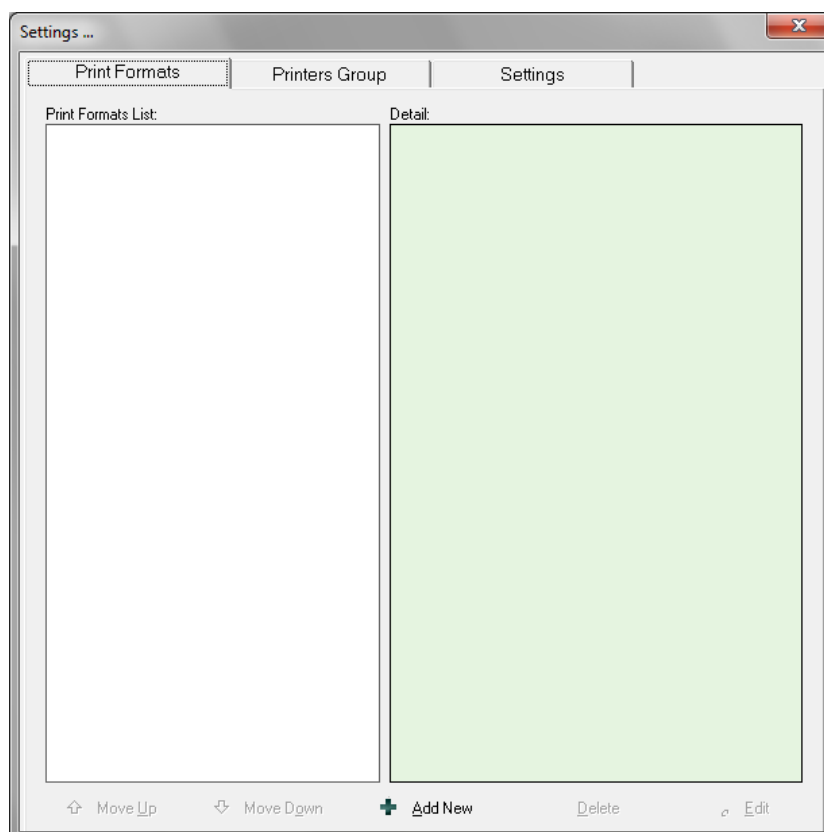 Settings ...
Print Formats Printers Group Settings
Print Formats List: Detail:
Move Up Move Down Add New Delete Edit